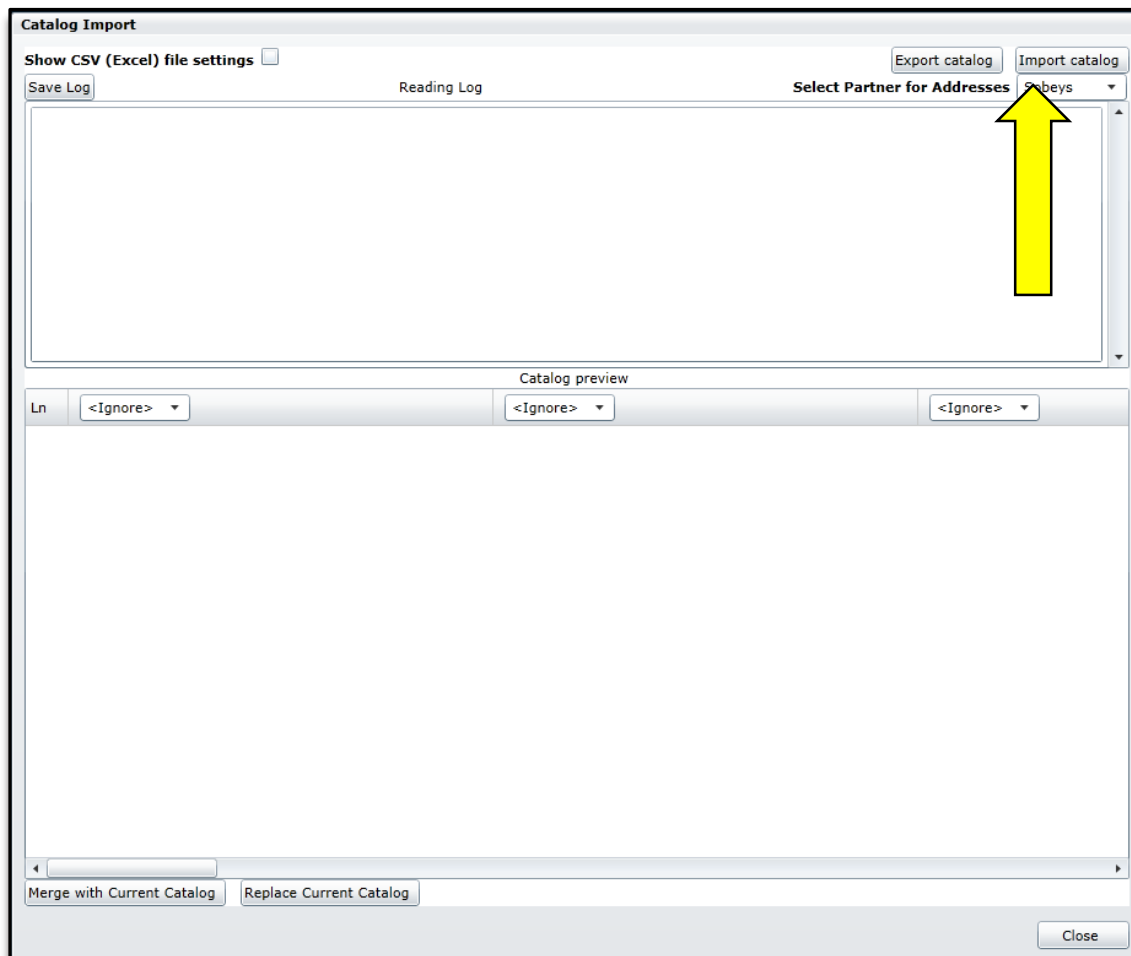 Catalog Import
Show CSV (Excel) file settings Export catalog Import catalog
Save Log Reading Log Select Partner for Addresses Sobeys
Catalog preview
Ln <Ignore> <Ignore> <Ignore>
Merge with Current Catalog Replace Current Catalog
Close